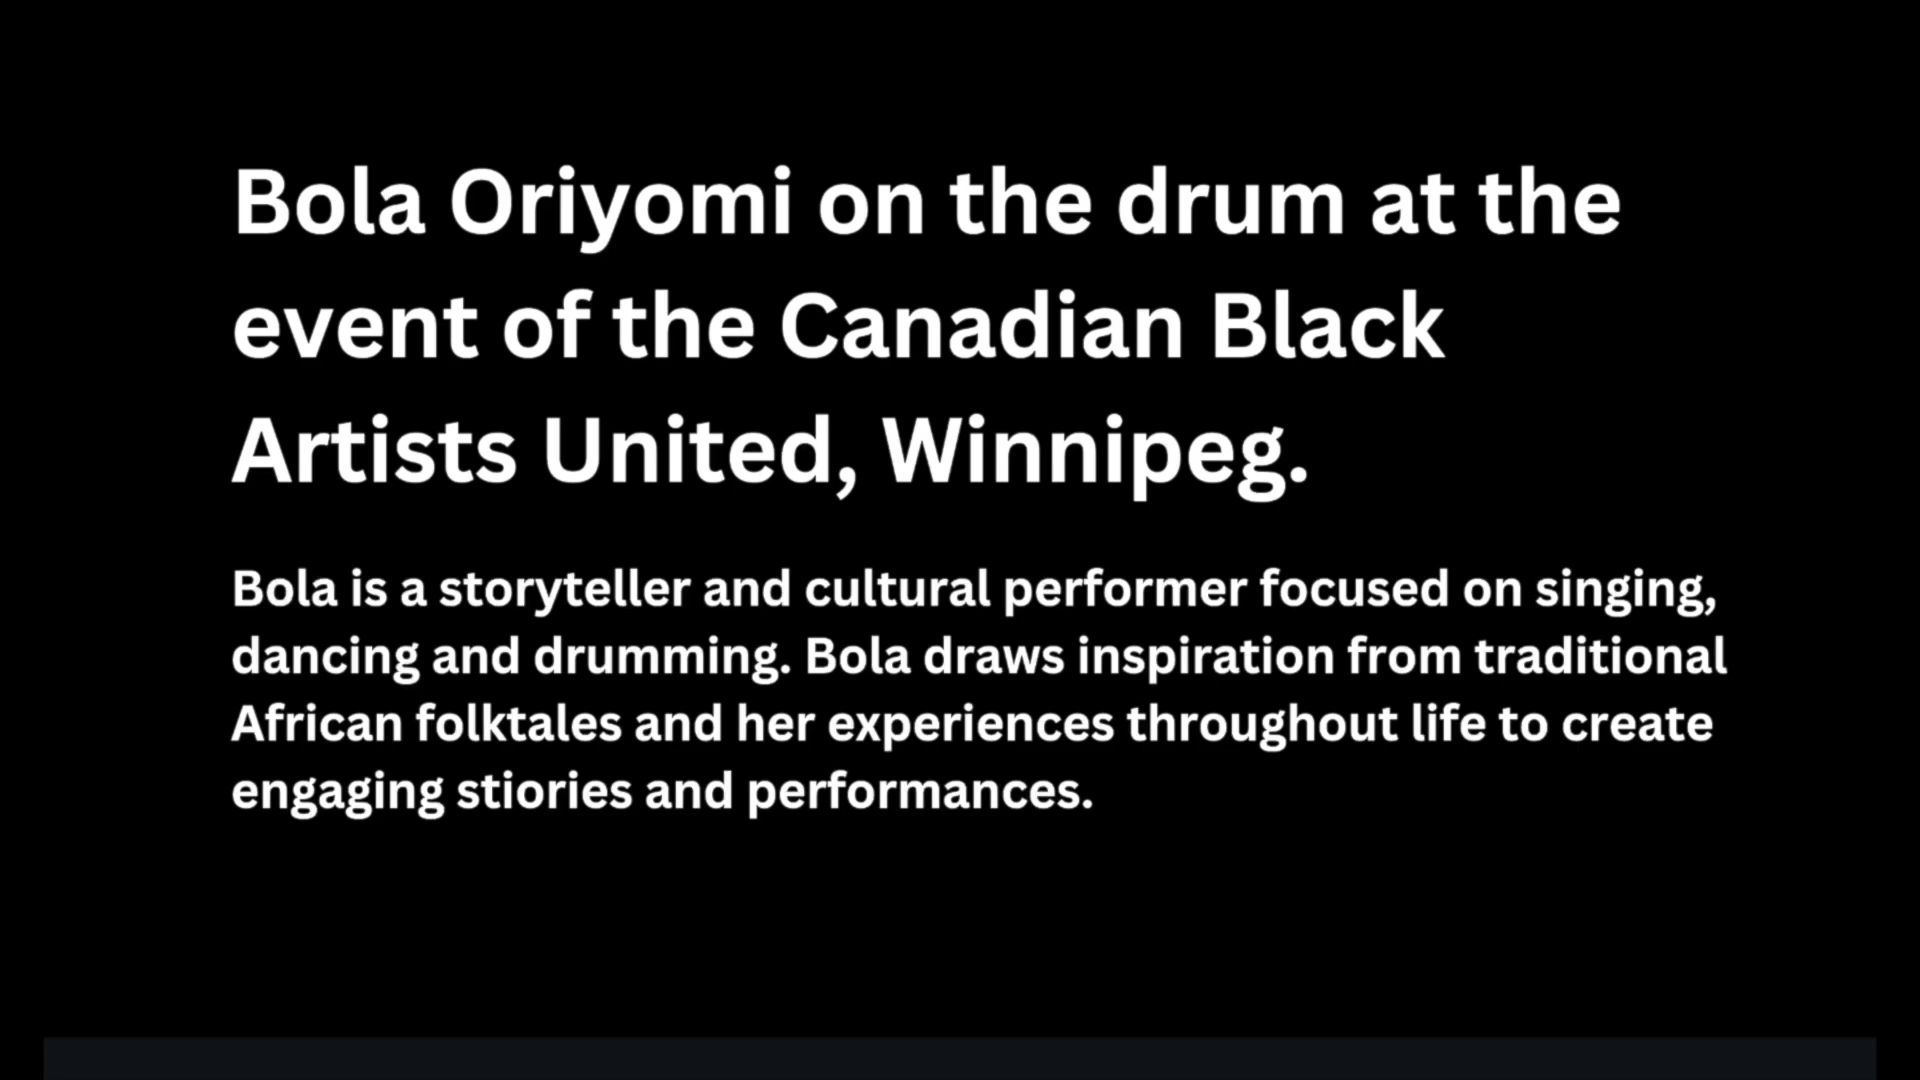 Bola Oriyomi on the drum at the
event of the Canadian Black
Artists United, Winnipeg.
Bola is a storyteller and cultural performer focused on singing,
dancing and drumming. Bola draws inspiration from traditional
African folktales and her experiences throughout life to create
engaging stiories and performances.